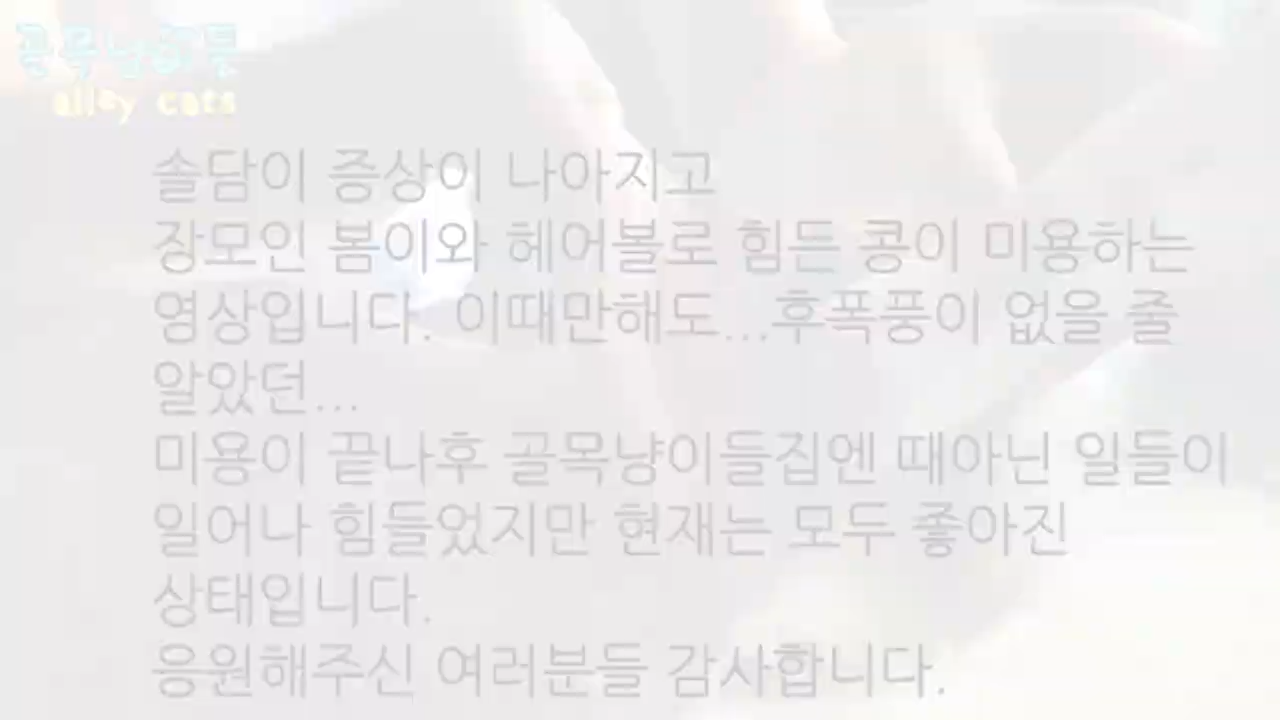 골목냥이들
alley cats
솔담이 증상이 나아지고
장모인 봄이와 헤어볼로 힘든 콩이 미용하는
영상입니다. 이때만해도...후폭풍이 없을 줄
알았던...
미용이 끝나후 골목냥이들집엔 때아닌 일들이
일어나 힘들었지만 현재는 모두 좋아진
상태입니다.
응원해주신 여러분들 감사합니다.